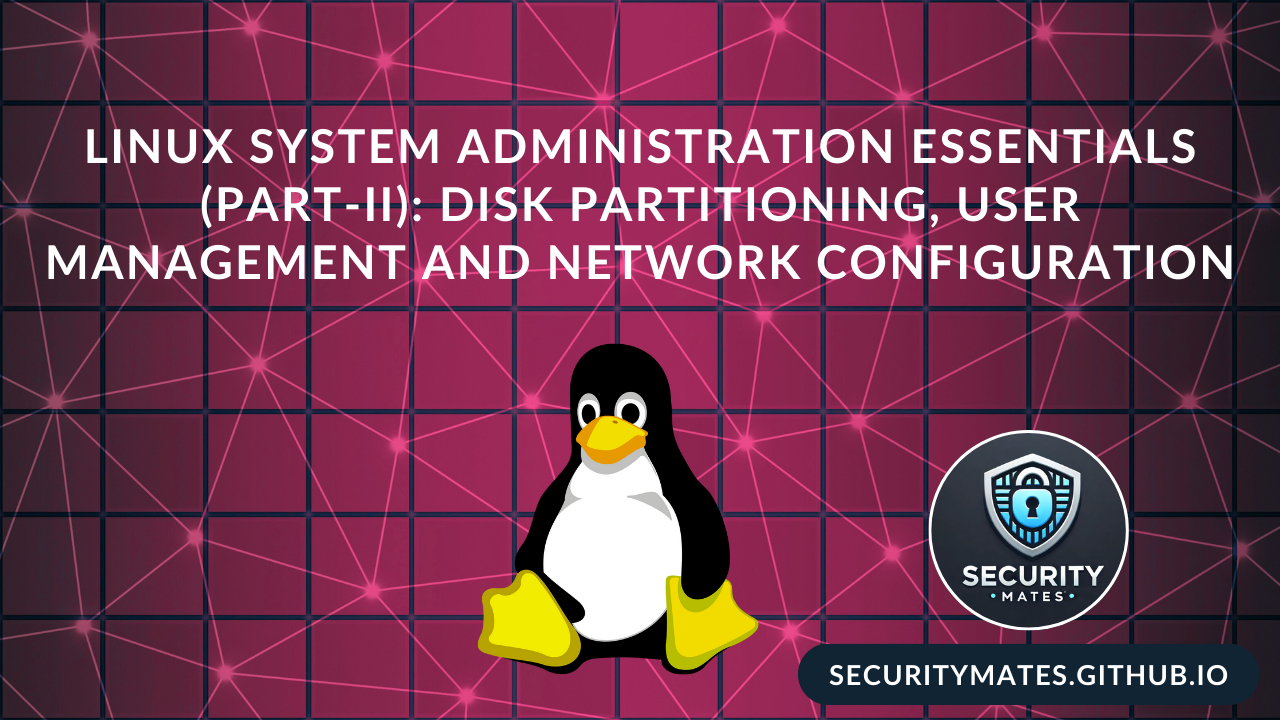 LINUX SYSTEM ADMINISTRATION ESSENTIALS
(PART-II): DISK PARTITIONING, USER
MANAGEMENT AND NETWORK CONFIGURATION
SECURITY
•MATES•
SECURITYMATES.GITHUB.IO